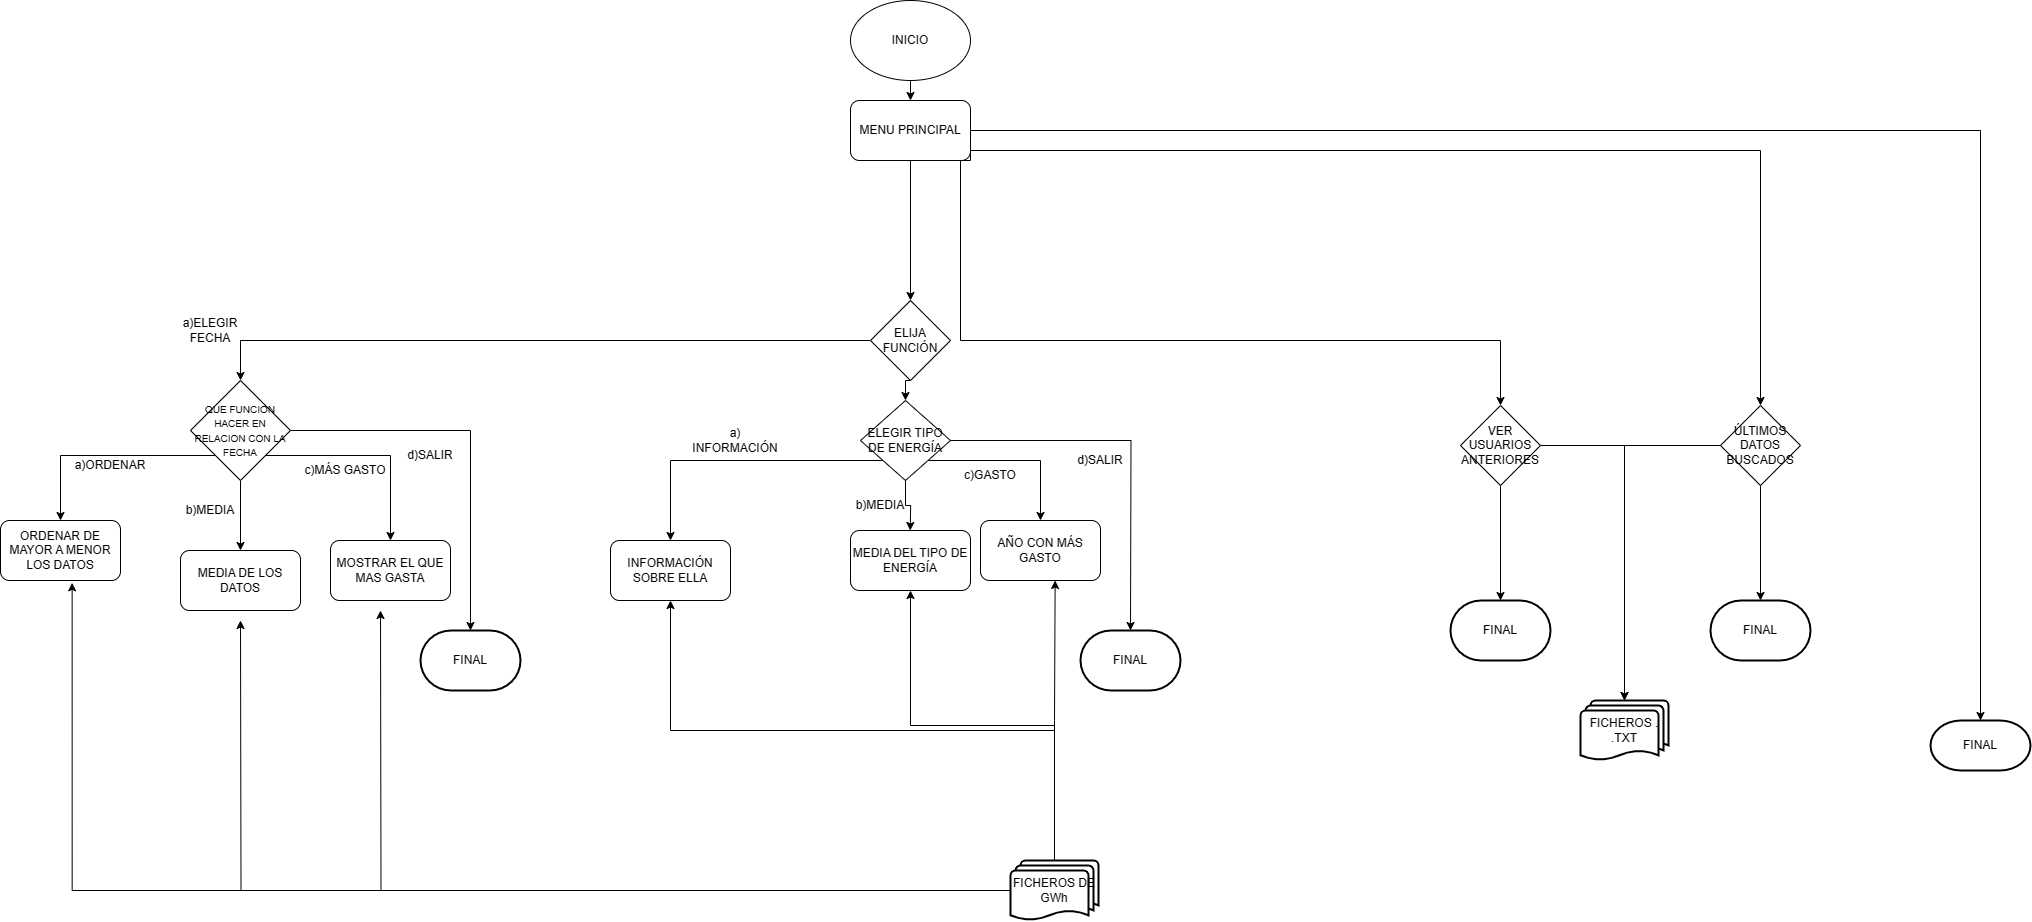 INICIO
MENU PRINCIPAL
a)ELEGIR
FECHA
ELIJA
FUNCIÓN
QUE FUNCION
HACER EN
RELACION CON LA
FECHA
a)ORDENAR
b)MEDIA
c)MÁS GASTO
d)SALIR
ORDENAR DE
MAYOR A MENOR
LOS DATOS
MEDIA DE LOS
DATOS
MOSTRAR EL QUE
MAS GASTA
FINAL
ELEGIR TIPO
DE ENERGÍA
a)
INFORMACIÓN
b)MEDIA
c)GASTO
d)SALIR
INFORMACIÓN
SOBRE ELLA
MEDIA DEL TIPO DE
ENERGÍA
AÑO CON MÁS
GASTO
FINAL
VER
USUARIOS
ANTERIORES
ÚLTIMOS
DATOS
BUSCADOS
FINAL
FINAL
FICHEROS .
.TXT
FINAL
FICHEROS DE
GWh